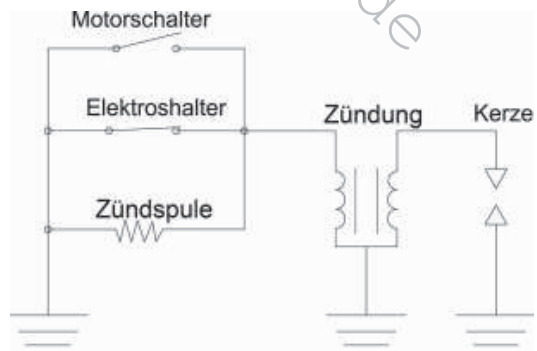 Motorschalter
Elektroshalter
Zündung
Kerze
Zündspule